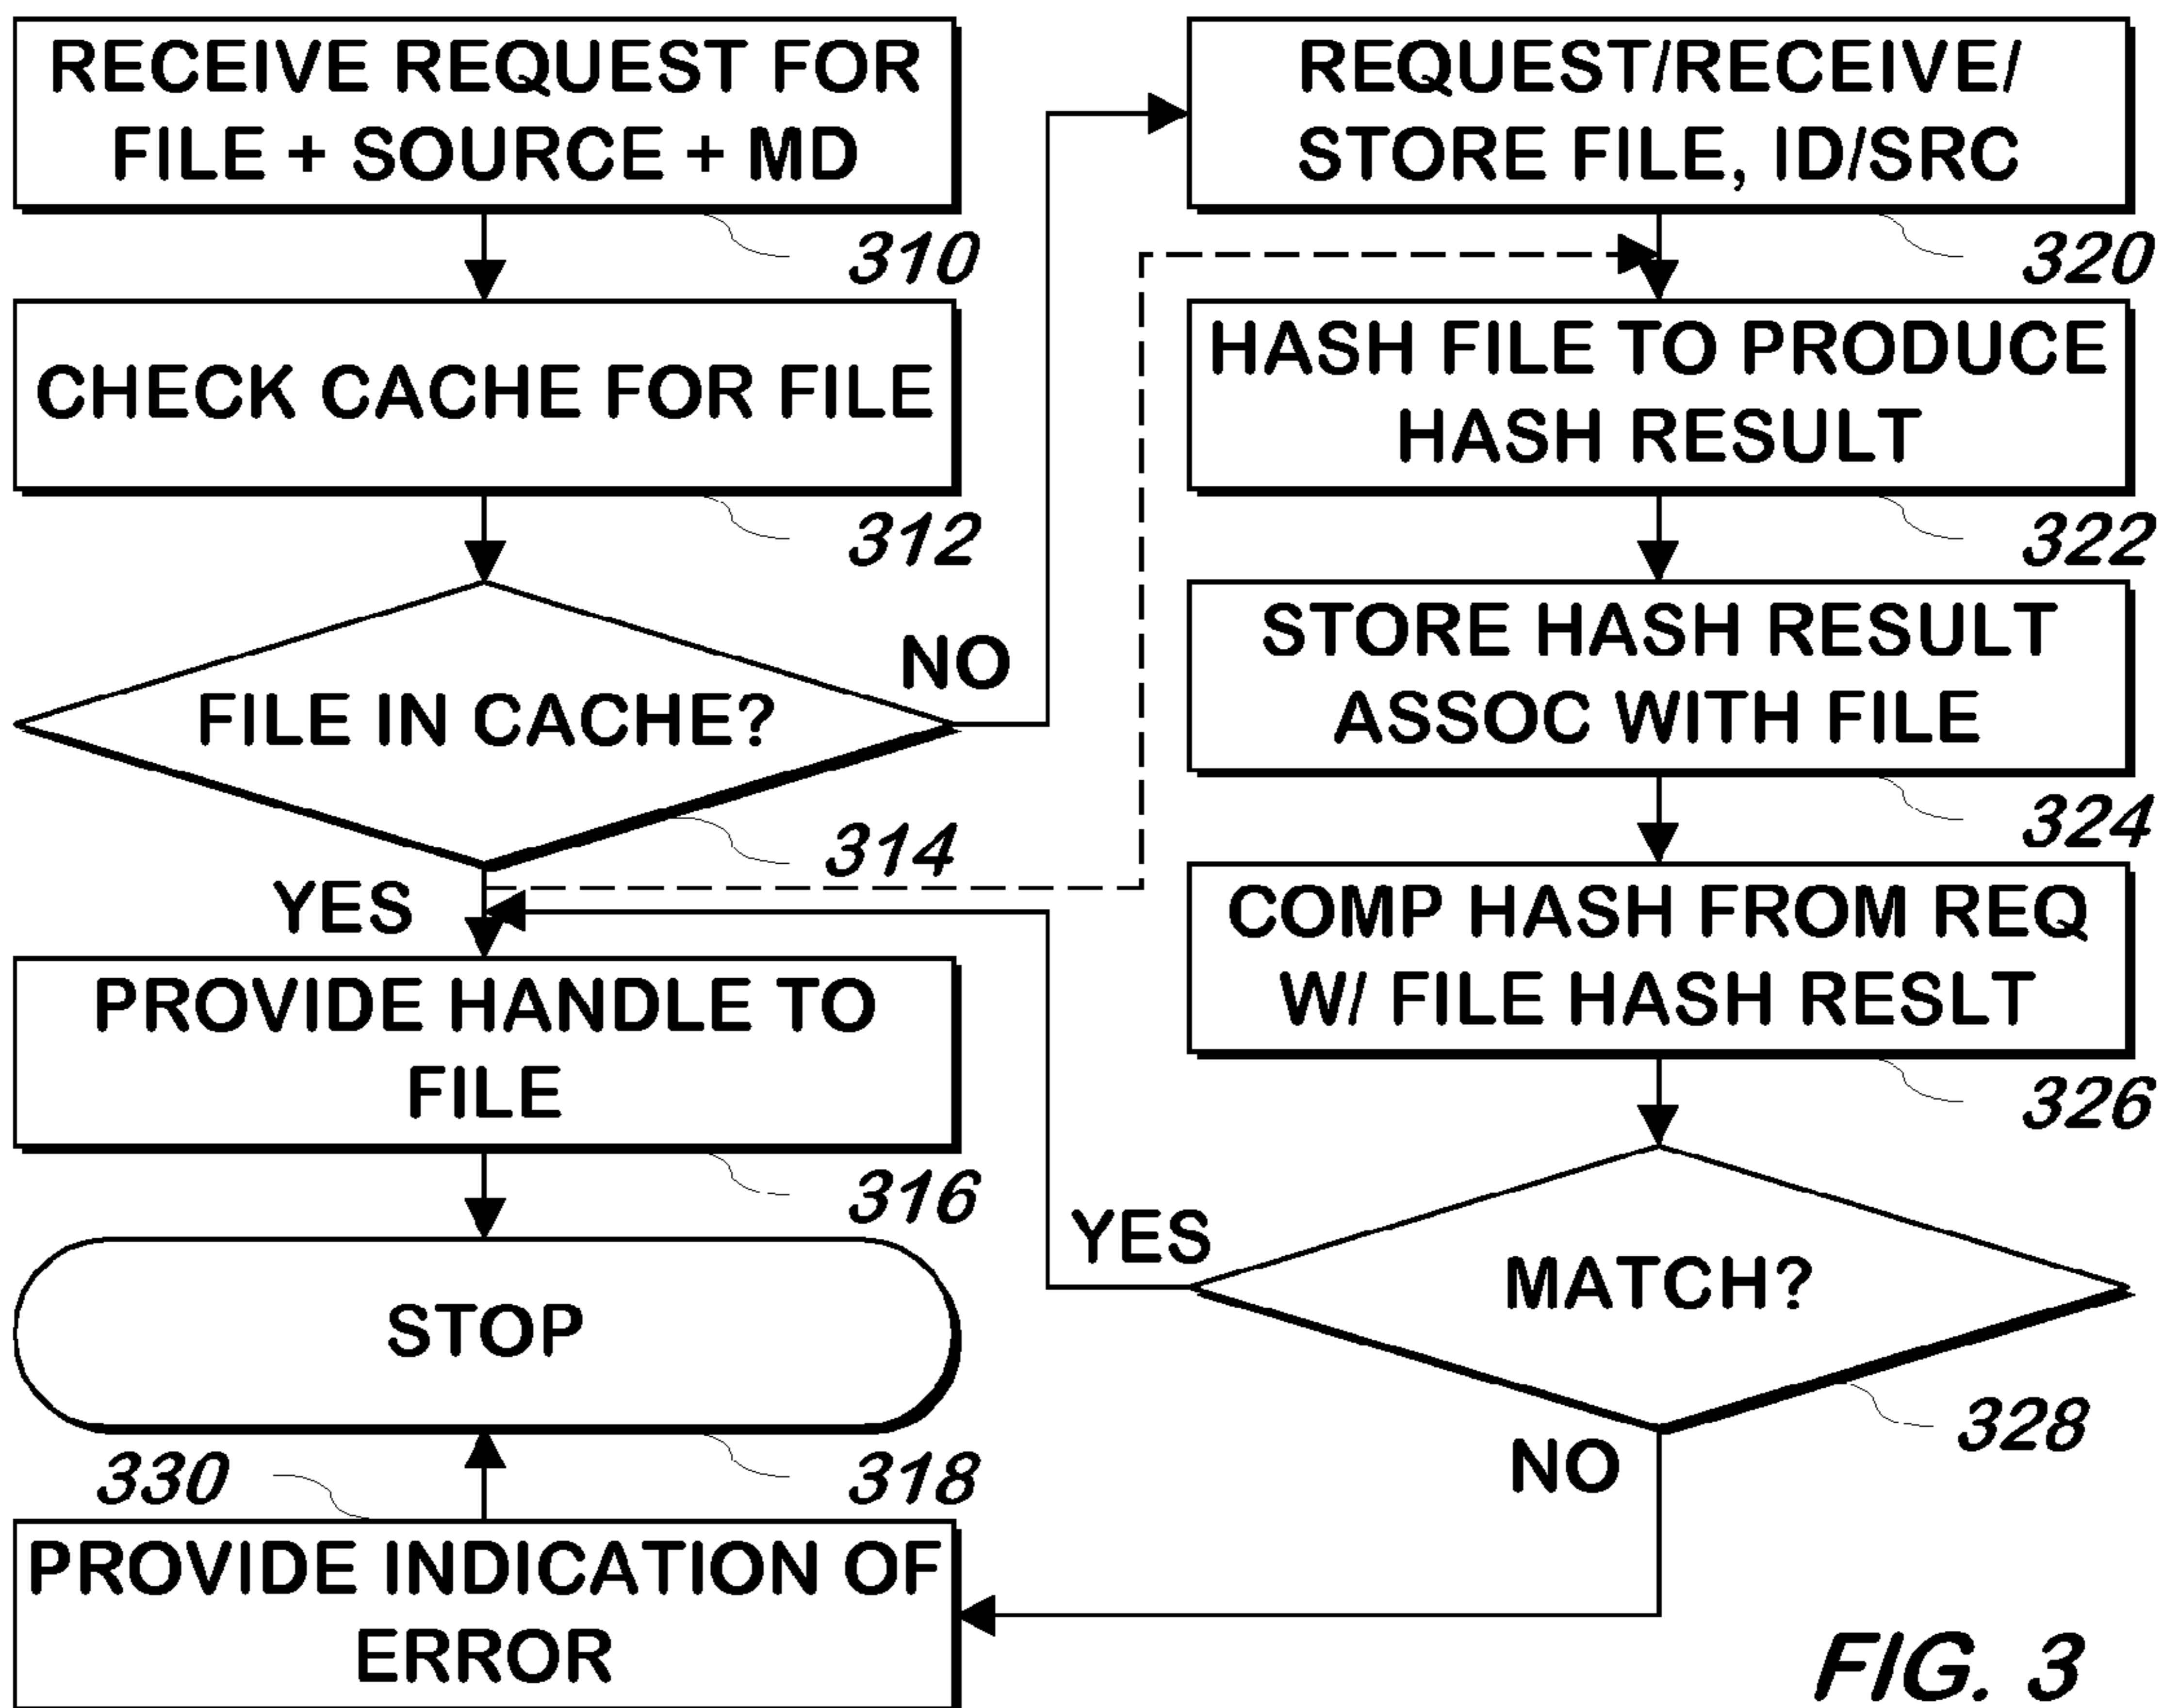 RECEIVE REQUEST FOR
FILE + SOURCE + MD
310
CHECK CACHE FOR FILE
312
FILE IN CACHE?
NO
314
YES
PROVIDE HANDLE TO
FILE
316
STOP
318
330
PROVIDE INDICATION OF
ERROR
REQUEST/RECEIVE/
STORE FILE, ID/SRC
320
HASH FILE TO PRODUCE
HASH RESULT
322
STORE HASH RESULT
ASSOC WITH FILE
324
COMP HASH FROM REQ
W/ FILE HASH RESLT
326
YES
MATCH?
328
NO
FIG. 3